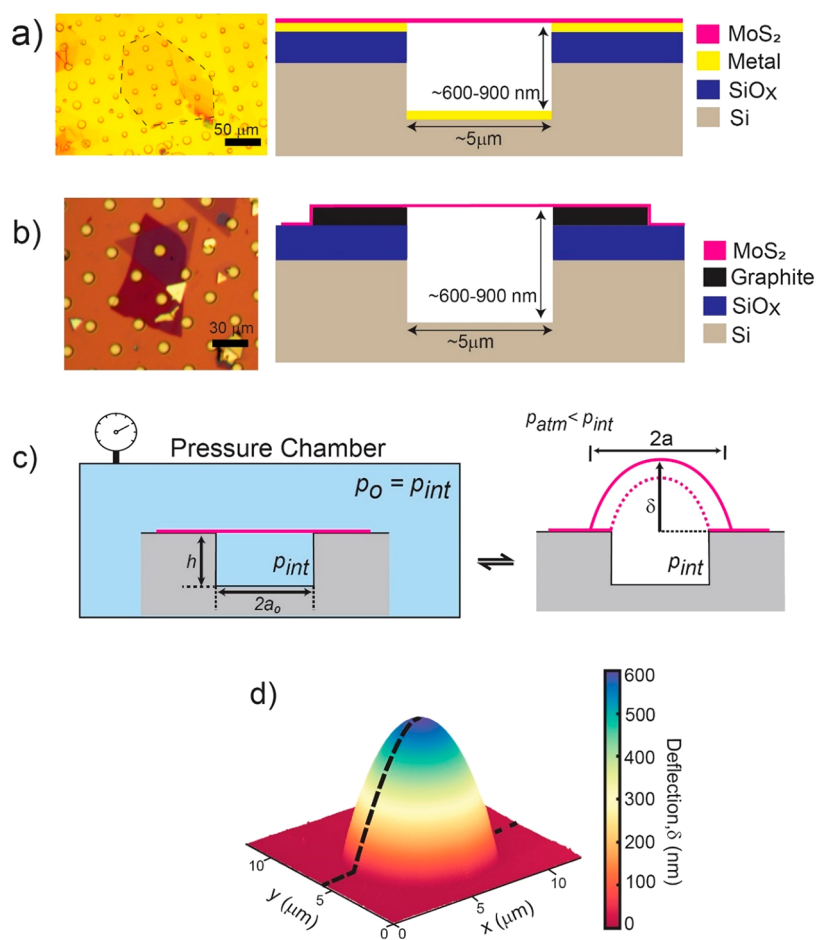 a)
50 μm
~600-900 nm
~5μm
MoS₂
Metal
SiOx
Si
b)
30 μm
~600-900 nm
~5μm
MoS₂
Graphite
SiOx
Si
c)
Pressure Chamber
pₒ = p_int
h
p_int
2aₒ
p_atm < p_int
2a
δ
p_int
d)
600
500
400
300
200
100
0
Deflection,δ (nm)
10
5
0
y (μm)
0
5
10
x (μm)